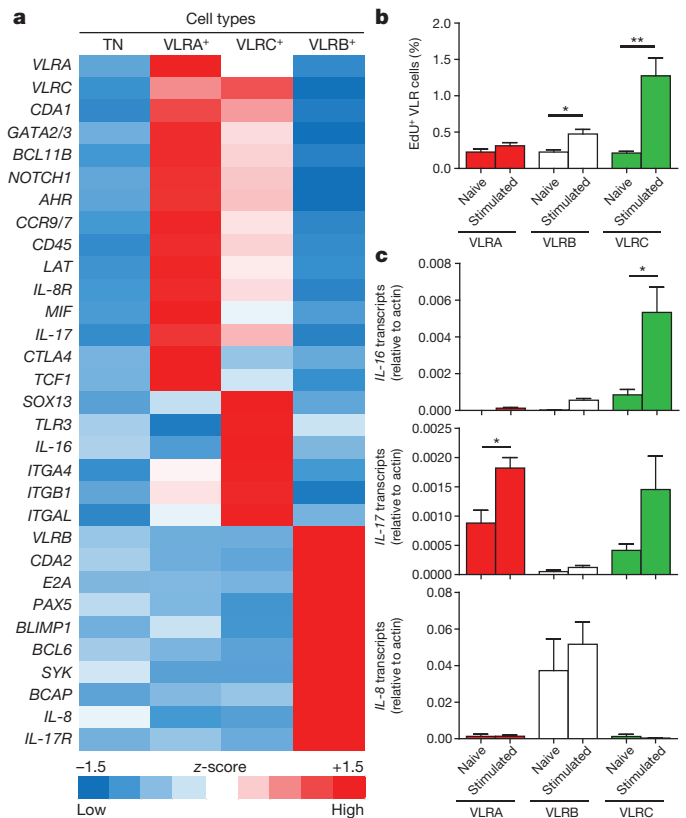 a
Cell types
TN VLRA+ VLRC+ VLRB+
VLRA
VLRC
CDA1
GATA2/3
BCL11B
NOTCH1
AHR
CCR9/7
CD45
LAT
IL-8R
MIF
IL-17
CTLA4
TCF1
SOX13
TLR3
IL-16
ITGA4
ITGB1
ITGAL
VLRB
CDA2
E2A
PAX5
BLIMP1
BCL6
SYK
BCAP
IL-8
IL-17R
−1.5 z-score +1.5
Low High
b
EdU+ VLR cells (%)
2.0
1.5
1.0
0.5
0
*
**
Naive Stimulated Naive Stimulated Naive Stimulated
VLRA VLRB VLRC
c
IL-16 transcripts
(relative to actin)
0.008
0.006
0.004
0.002
0.000
*
IL-17 transcripts
(relative to actin)
0.0025
0.0020
0.0015
0.0010
0.0005
0.0000
*
IL-8 transcripts
(relative to actin)
0.08
0.06
0.04
0.02
0.00
Naive Stimulated Naive Stimulated Naive Stimulated
VLRA VLRB VLRC